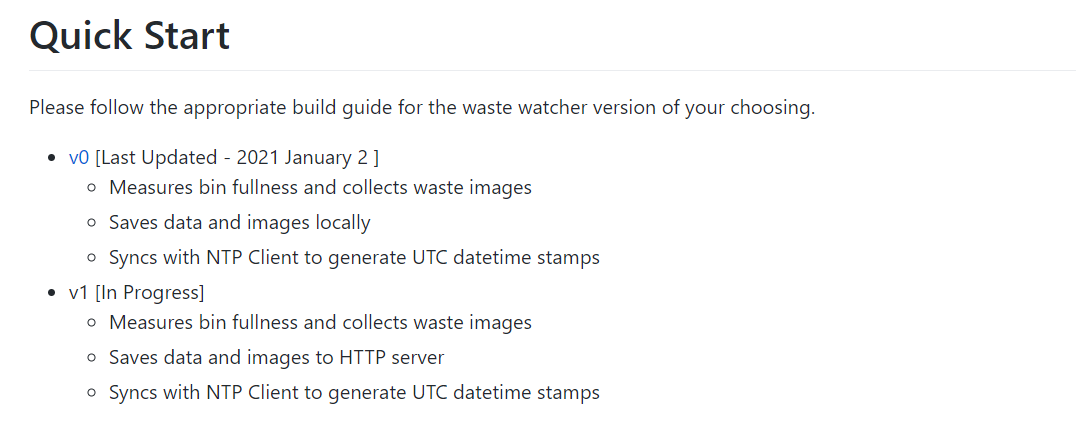 Quick Start
Please follow the appropriate build guide for the waste watcher version of your choosing.
v0 [Last Updated - 2021 January 2 ]
Measures bin fullness and collects waste images
Saves data and images locally
Syncs with NTP Client to generate UTC datetime stamps
v1 [In Progress]
Measures bin fullness and collects waste images
Saves data and images to HTTP server
Syncs with NTP Client to generate UTC datetime stamps